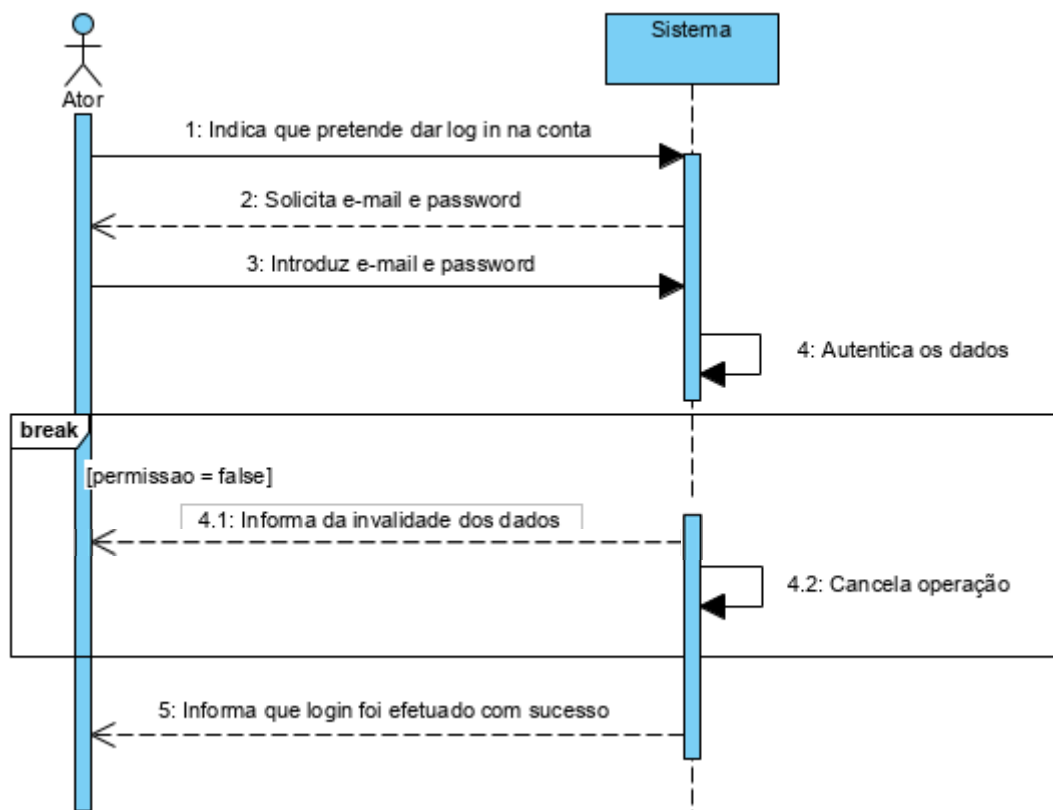 Sistema
Ator
1: Indica que pretende dar log in na conta
2: Solicita e-mail e password
3: Introduz e-mail e password
4: Autentica os dados
break
[permissao = false]
4.1: Informa da invalidade dos dados
4.2: Cancela operação
5: Informa que login foi efetuado com sucesso